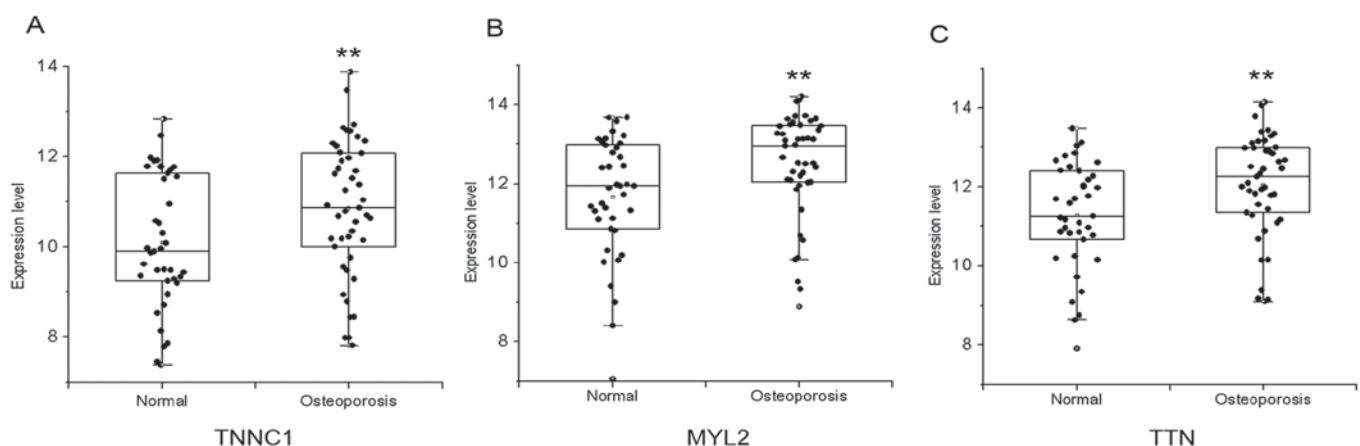 A
**
Expression level
14
12
10
8
Normal
Osteoporosis
TNNC1
B
**
Expression level
14
12
10
8
Normal
Osteoporosis
MYL2
C
**
Expression level
14
12
10
8
Normal
Osteoporosis
TTN